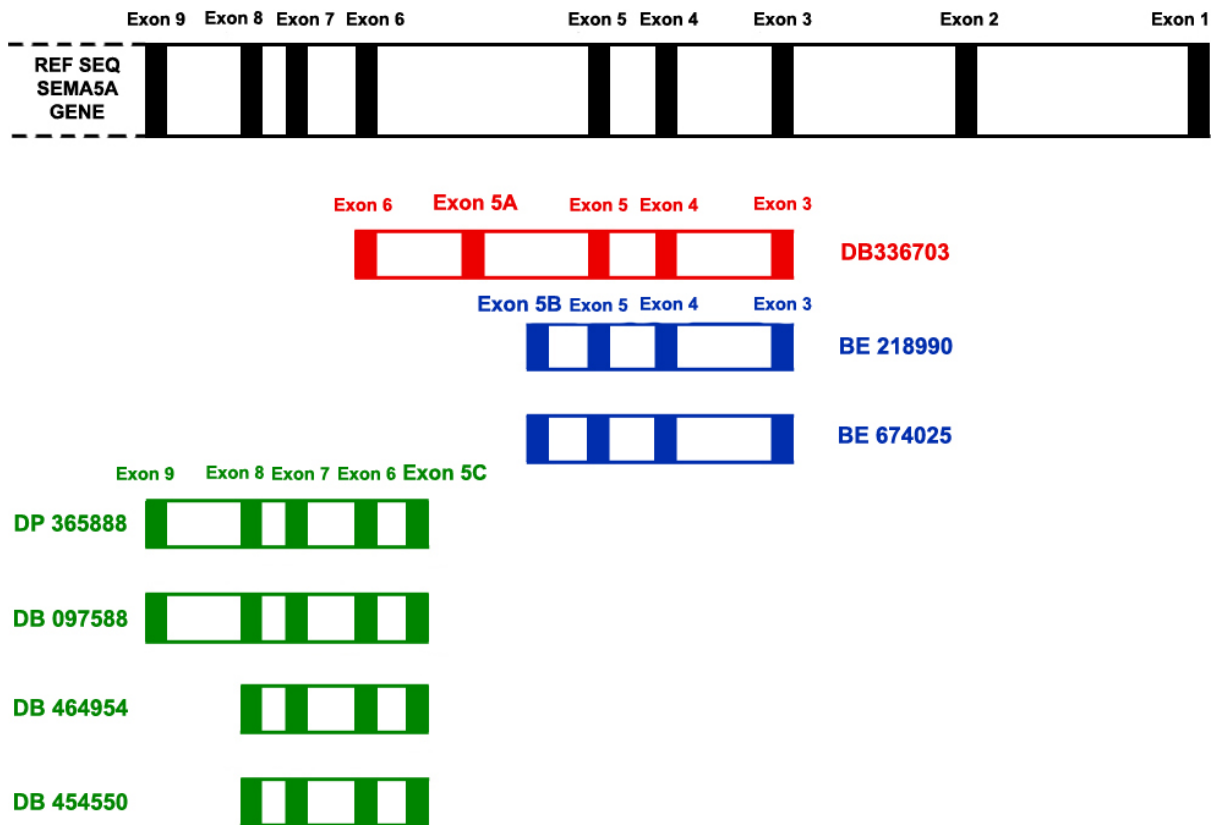 Exon 9 Exon 8 Exon 7 Exon 6 Exon 5 Exon 4 Exon 3 Exon 2 Exon 1
REF SEQ
SEMA5A
GENE
Exon 6 Exon 5A Exon 5 Exon 4 Exon 3
DB336703
Exon 5B Exon 5 Exon 4 Exon 3
BE 218990
BE 674025
Exon 9 Exon 8 Exon 7 Exon 6 Exon 5C
DP 365888
DB 097588
DB 464954
DB 454550